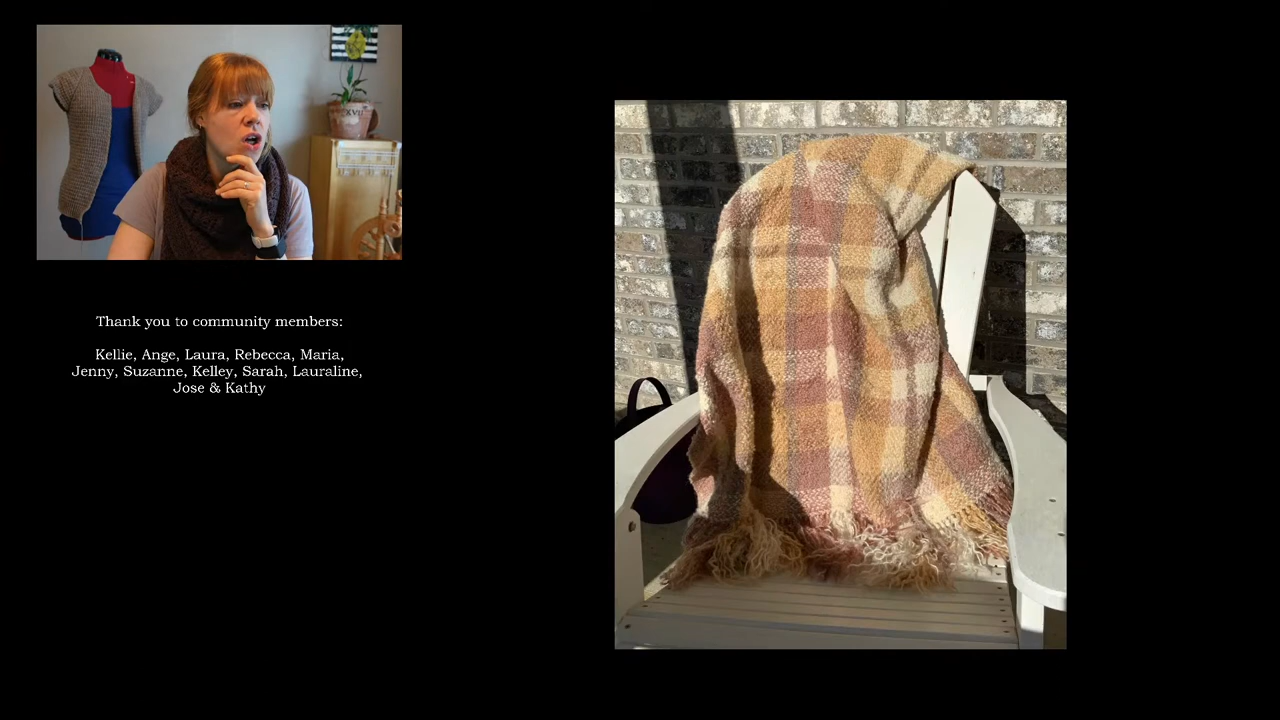 Thank you to community members:
Kellie, Ange, Laura, Rebecca, Maria,
Jenny, Suzanne, Kelley, Sarah, Lauraline,
Jose & Kathy